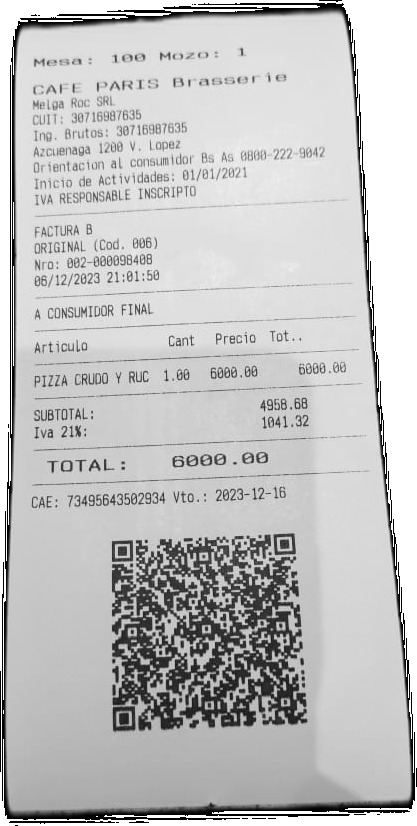 Mesa: 100 Mozo: 1
CAFE PARIS Brasserie
Melga Roc SRL
CUIT: 30716987635
Ing. Brutos: 30716987635
Azcuenaga 1200 V. Lopez
Orientacion al consumidor Bs As 0800-222-9042
Inicio de Actividades: 01/01/2021
IVA RESPONSABLE INSCRIPTO
FACTURA B
ORIGINAL (Cod. 006)
Nro: 002-000098408
06/12/2023 21:01:50
A CONSUMIDOR FINAL
Articulo Cant Precio Tot..
PIZZA CRUDO Y RUC 1.00 6000.00 6000.00
SUBTOTAL: 4958.68
Iva 21%: 1041.32
TOTAL: 6000.00
CAE: 73495643502934 Vto.: 2023-12-16